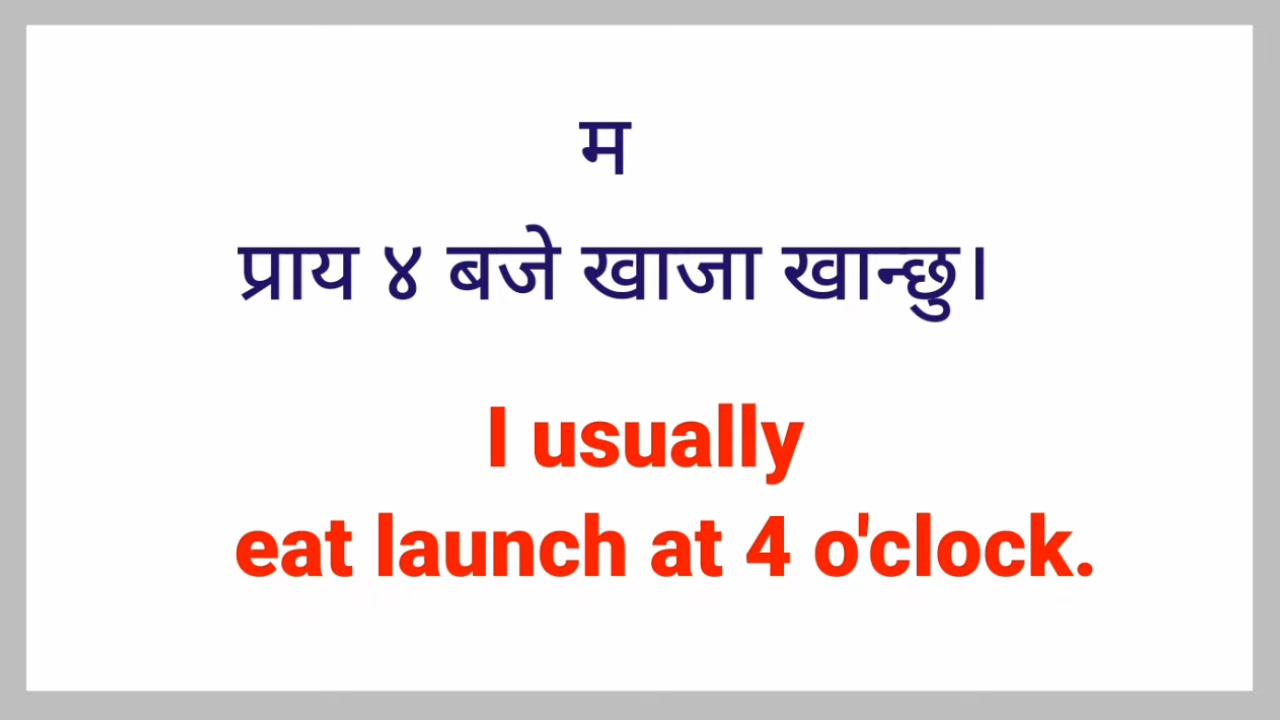 म
प्राय ४ बजे खाजा खान्छु।
I usually
eat launch at 4 o'clock.